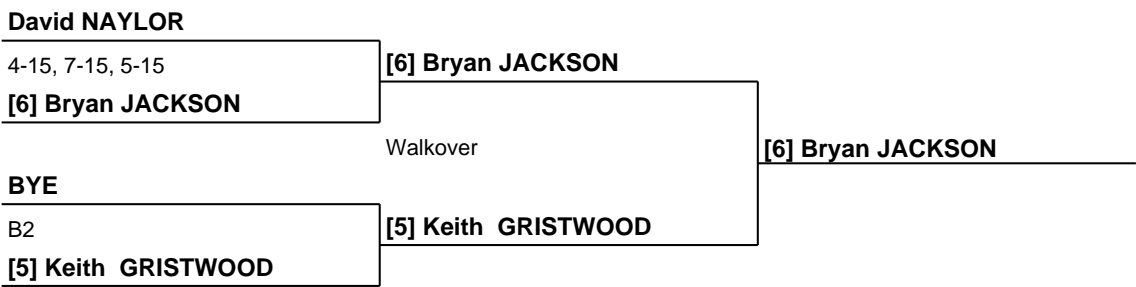 David NAYLOR
4-15, 7-15, 5-15
[6] Bryan JACKSON
[6] Bryan JACKSON
Walkover
[6] Bryan JACKSON
BYE
B2
[5] Keith  GRISTWOOD
[5] Keith  GRISTWOOD